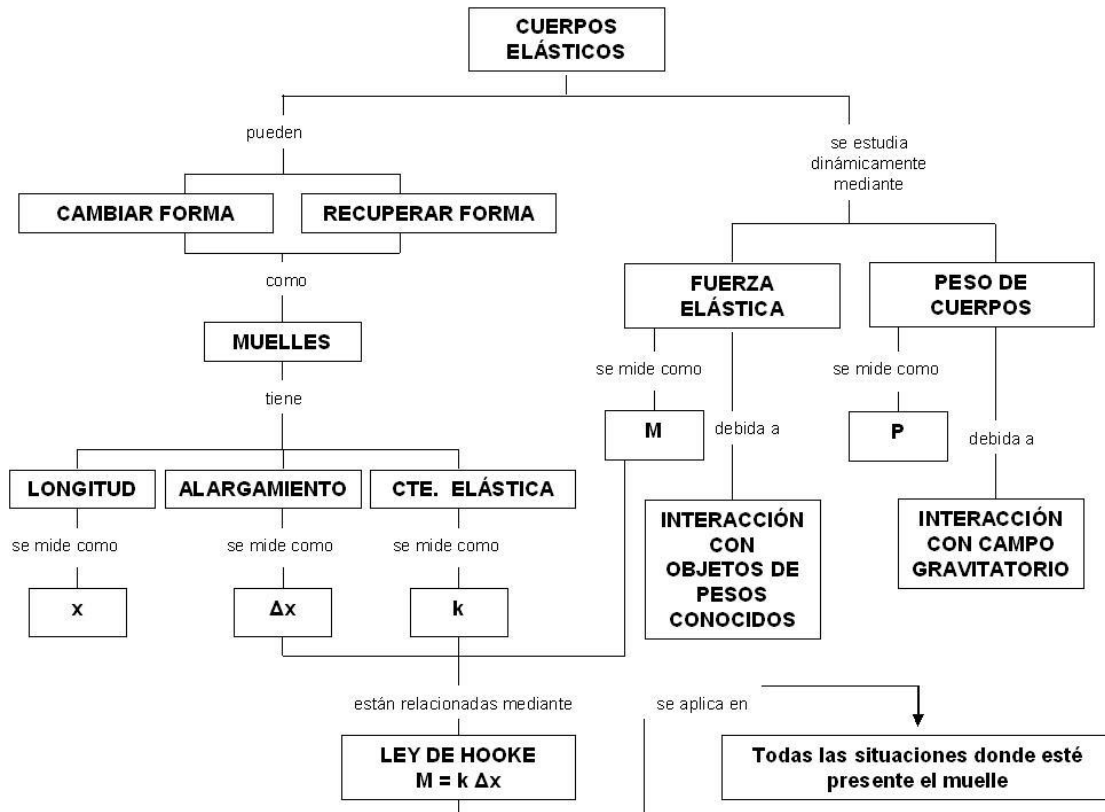 CUERPOS
ELÁSTICOS
pueden
se estudia
dinámicamente
mediante
CAMBIAR FORMA
RECUPERAR FORMA
como
FUERZA
ELÁSTICA
PESO DE
CUERPOS
MUELLES
se mide como
se mide como
tiene
M
debida a
P
debida a
LONGITUD
ALARGAMIENTO
CTE. ELÁSTICA
INTERACCIÓN
CON
OBJETOS DE
PESOS
CONOCIDOS
INTERACCIÓN
CON CAMPO
GRAVITATORIO
se mide como
se mide como
se mide como
x
Δx
k
están relacionadas mediante
se aplica en
LEY DE HOOKE
M = k Δx
Todas las situaciones donde esté
presente el muelle